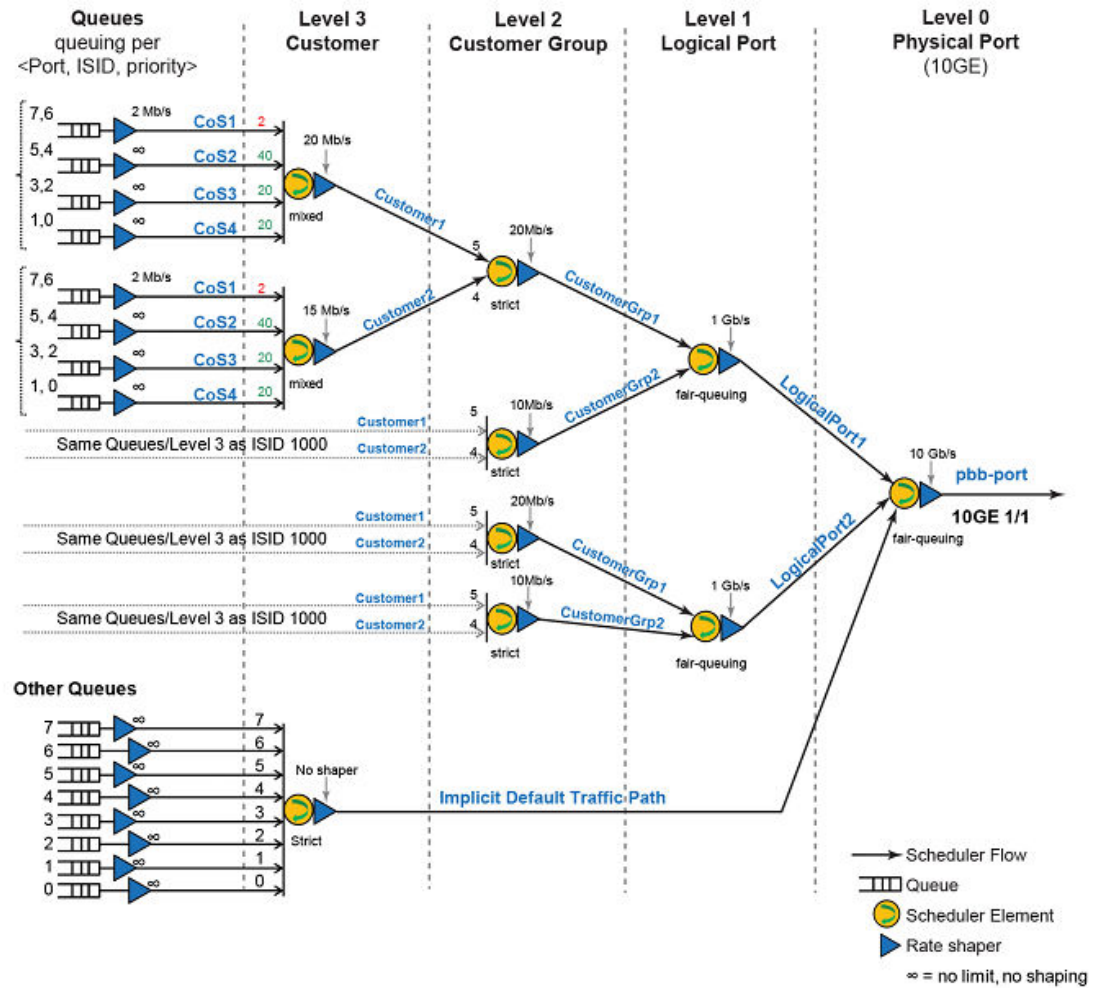 Queues
queuing per
<Port, ISID, priority>
Level 3
Customer
Level 2
Customer Group
Level 1
Logical Port
Level 0
Physical Port
(10GE)
7,6
2 Mb/s
CoS1
2
5,4
∞
CoS2
40
20 Mb/s
3,2
∞
CoS3
20
mixed
1,0
∞
CoS4
20
Customer1
5
4
20Mb/s
strict
7,6
2 Mb/s
CoS1
2
5, 4
∞
CoS2
40
15 Mb/s
3, 2
∞
CoS3
20
mixed
1, 0
∞
CoS4
20
Customer2
CustomerGrp1
1 Gb/s
fair-queuing
CustomerGrp2
LogicalPort1
Customer1
5
10Mb/s
Same Queues/Level 3 as ISID 1000
Customer2
4
strict
10 Gb/s
pbb-port
10GE 1/1
fair-queuing
Customer1
5
20Mb/s
Same Queues/Level 3 as ISID 1000
Customer2
4
strict
CustomerGrp1
LogicalPort2
Customer1
5
10Mb/s
Same Queues/Level 3 as ISID 1000
Customer2
4
strict
CustomerGrp2
1 Gb/s
fair-queuing
Other Queues
7
∞
7
6
∞
6
5
∞
5
No shaper
4
∞
4
Implicit Default Traffic Path
3
∞
3
2
∞
2
Strict
1
∞
1
0
∞
0
Scheduler Flow
Queue
Scheduler Element
Rate shaper
∞ = no limit, no shaping